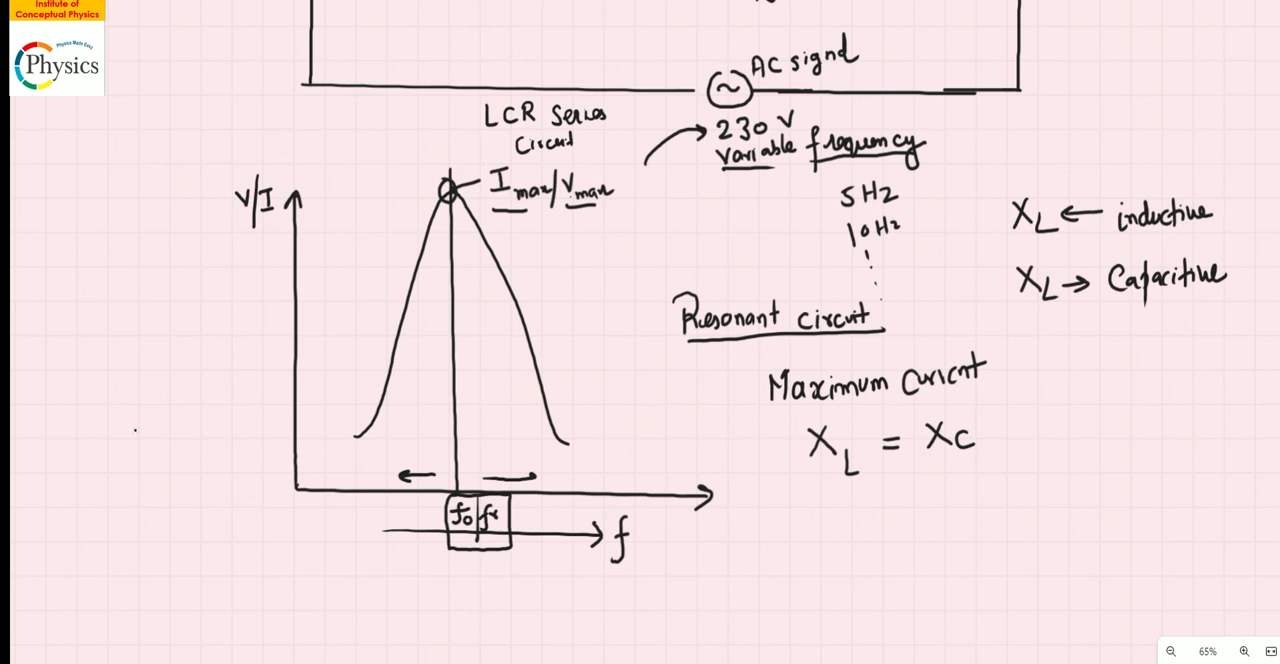 Institute of
Conceptual Physics
Physics Made Easy
Physics
AC signal
LCR Series
Circuit
230 V
variable frequency
V/I
Imax/Vmax
5Hz
10Hz
XL ← inductive
XL → Capacitive
Resonant circuit
Maximum Current
XL = XC
f0 fr
f
65%